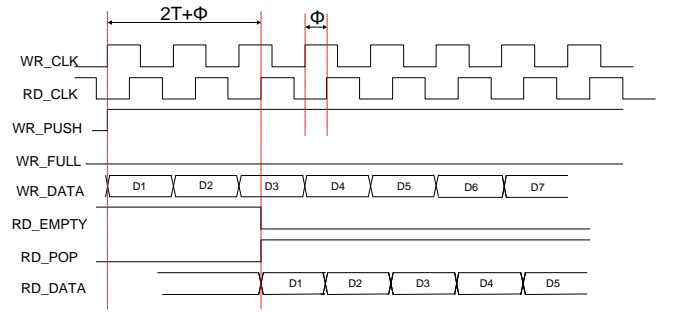 2T+Φ
Φ
WR_CLK
RD_CLK
WR_PUSH
WR_FULL
WR_DATA D1 D2 D3 D4 D5 D6 D7
RD_EMPTY
RD_POP
RD_DATA D1 D2 D3 D4 D5